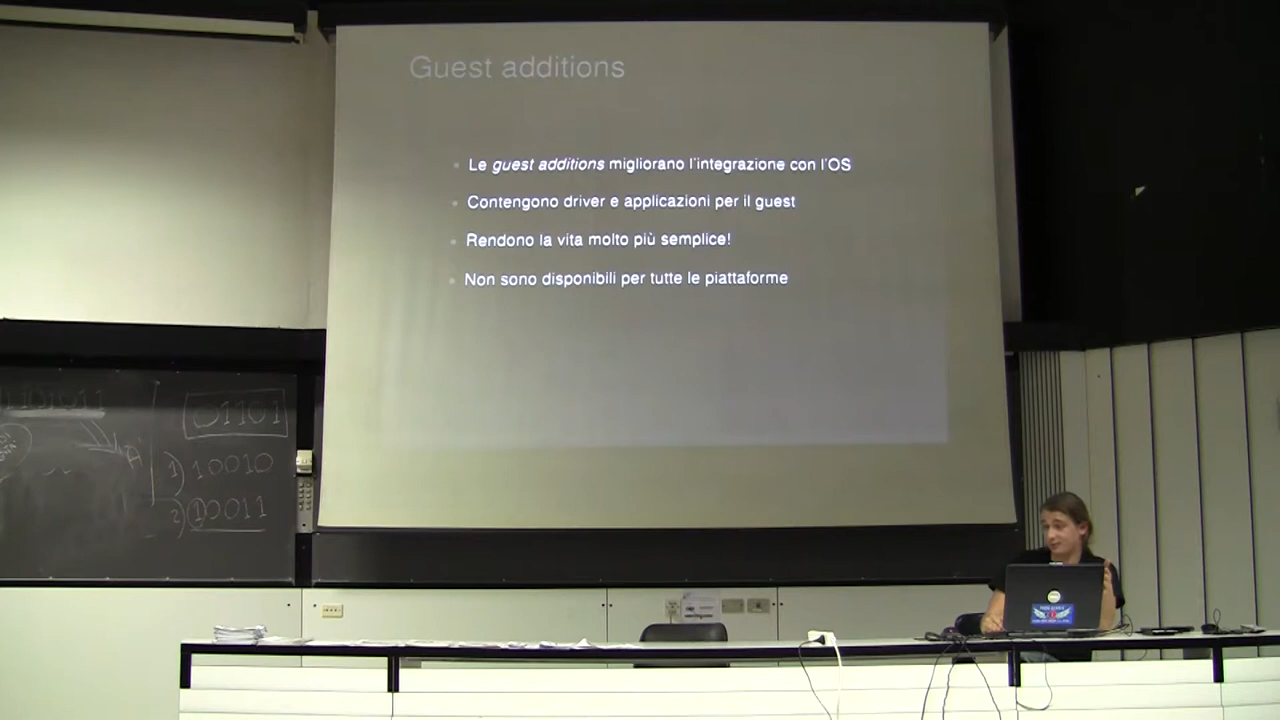 Guest additions
Le guest additions migliorano l'integrazione con l'OS
Contengono driver e applicazioni per il guest
Rendono la vita molto più semplice!
Non sono disponibili per tutte le piattaforme
01101
1) 10010
2) 10011